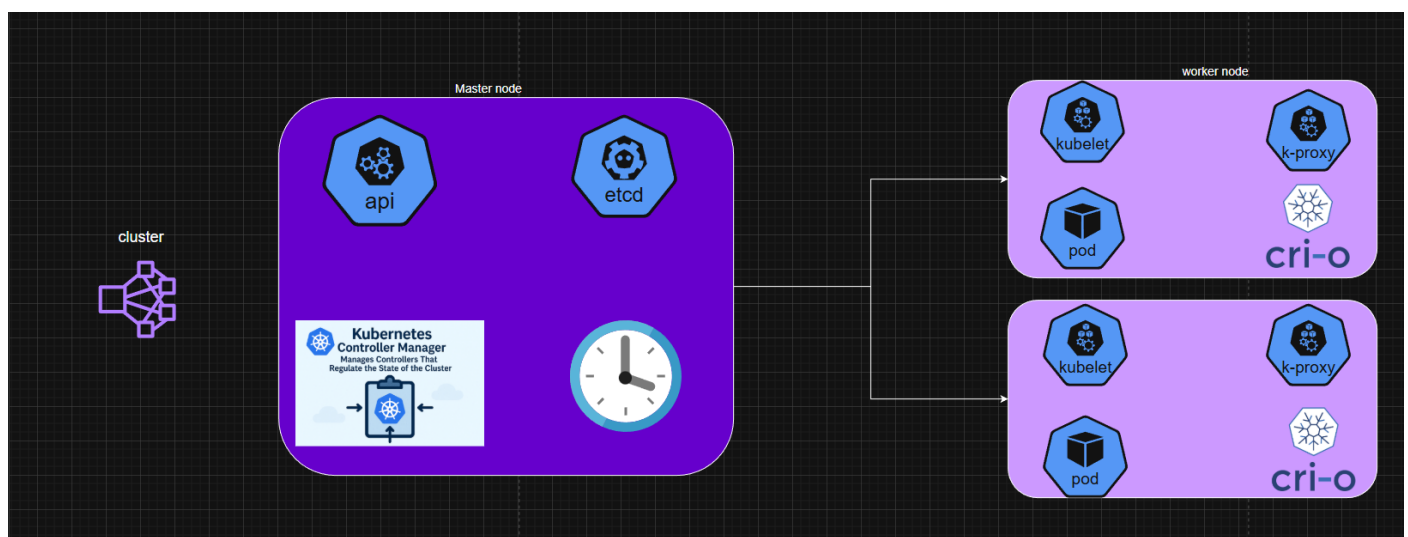 cluster
Master node
api
etcd
Kubernetes
Controller Manager
Manages Controllers That
Regulate the State of the Cluster
worker node
kubelet
k-proxy
pod
cri-o
kubelet
k-proxy
pod
cri-o